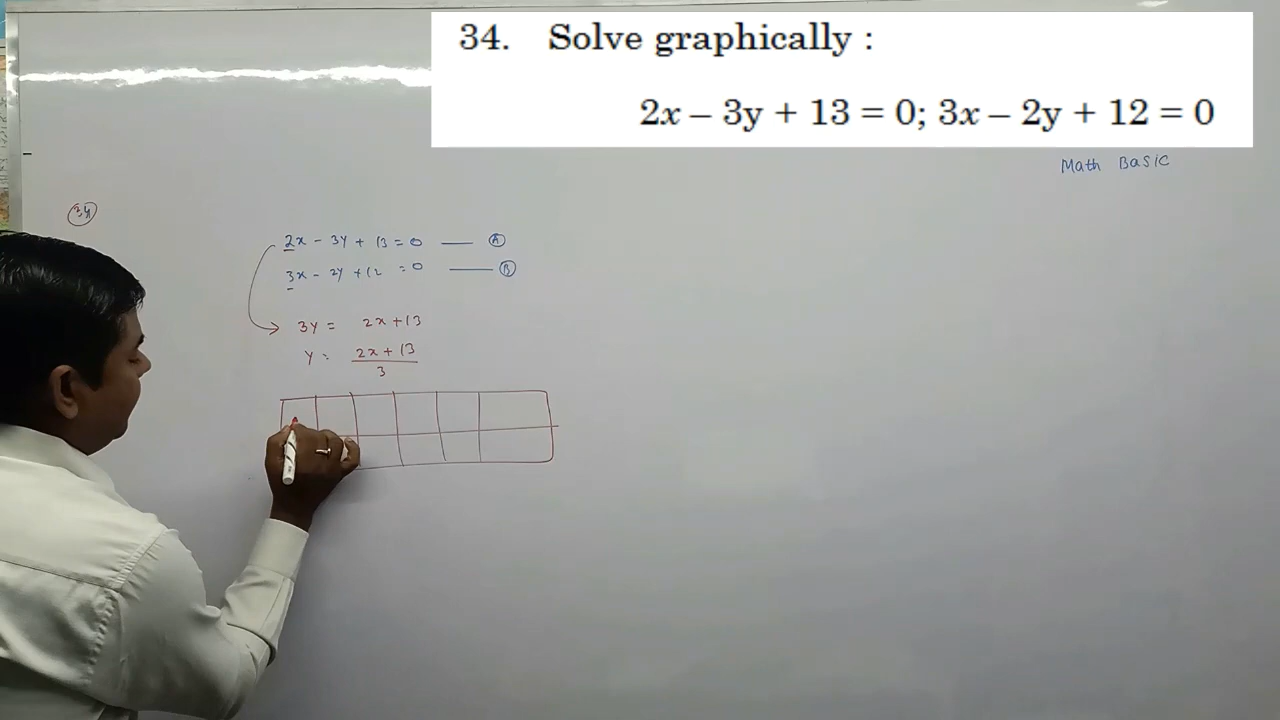 34. Solve graphically :
2x – 3y + 13 = 0; 3x – 2y + 12 = 0
Math BASIC
34
2x - 3y + 13 = 0 — A
3x - 2y + 12 = 0 — B
3y = 2x + 13
y = 2x + 13
3